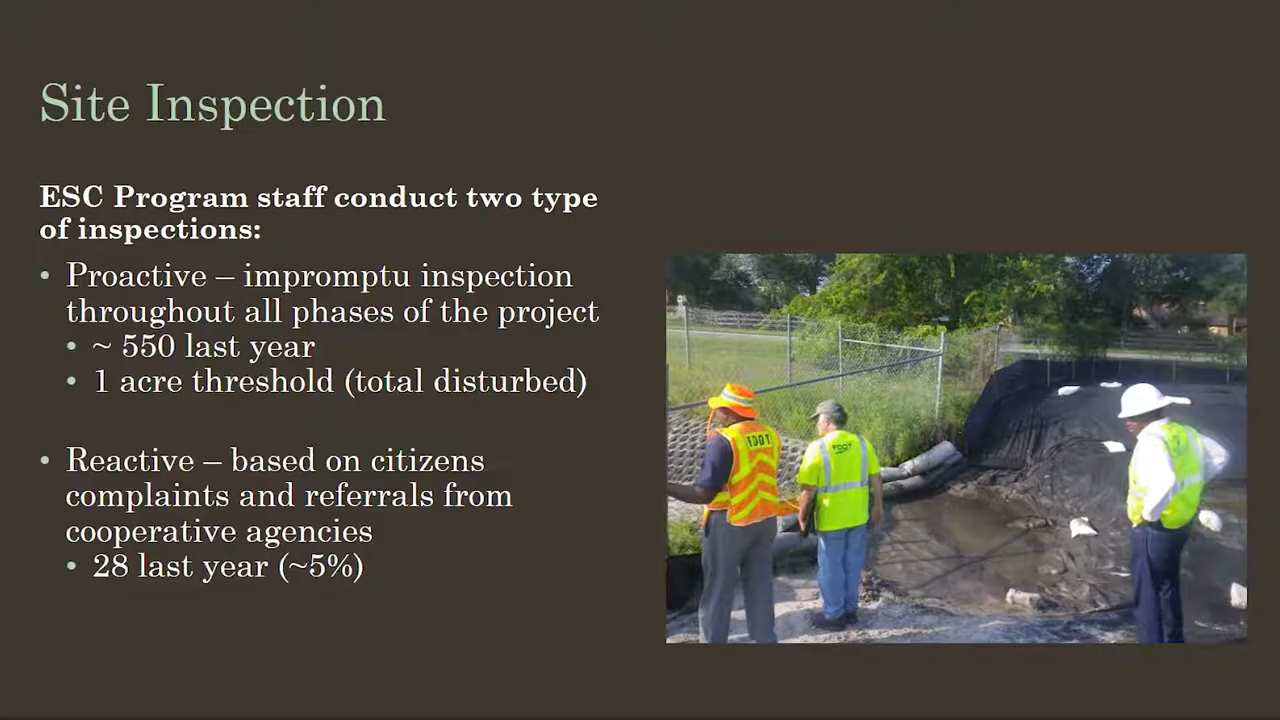 Site Inspection
ESC Program staff conduct two type
of inspections:
• Proactive – impromptu inspection
throughout all phases of the project
• ~ 550 last year
• 1 acre threshold (total disturbed)
• Reactive – based on citizens
complaints and referrals from
cooperative agencies
• 28 last year (~5%)
FDOT
FDOT